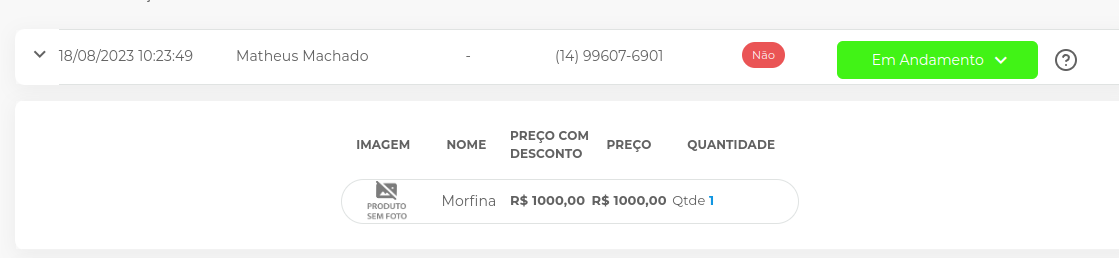 18/08/2023 10:23:49 Matheus Machado - (14) 99607-6901 Não Em Andamento
IMAGEM NOME PREÇO COM DESCONTO PREÇO QUANTIDADE
PRODUTO SEM FOTO Morfina R$ 1000,00 R$ 1000,00 Qtde 1